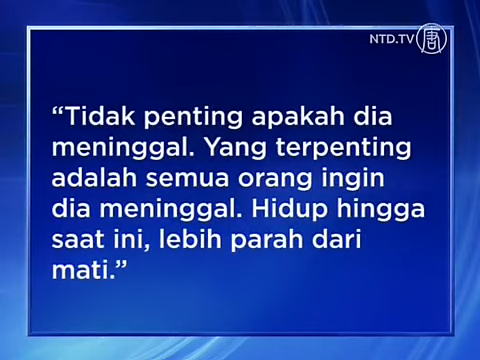 NTD.TV 唐
“Tidak penting apakah dia
meninggal. Yang terpenting
adalah semua orang ingin
dia meninggal. Hidup hingga
saat ini, lebih parah dari
mati.”